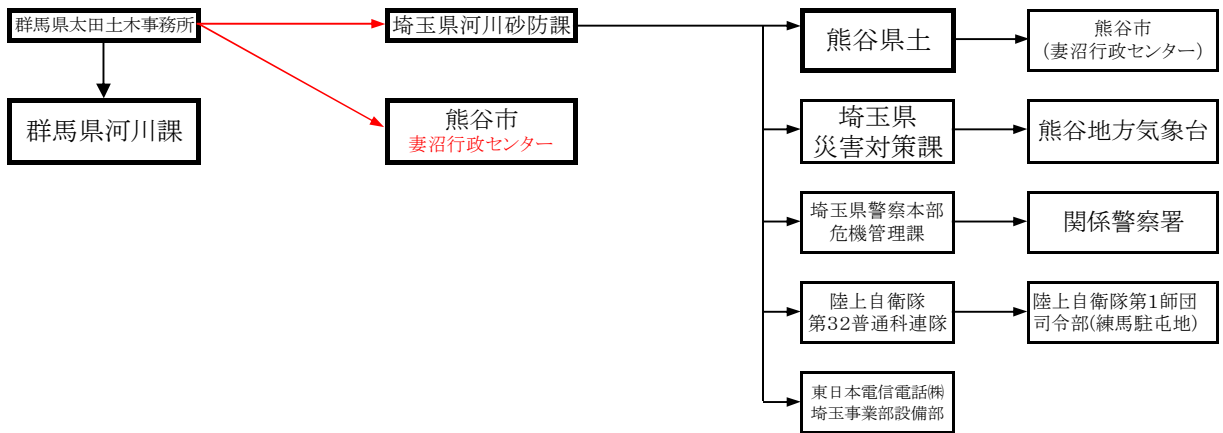 群馬県太田土木事務所
埼玉県河川砂防課
熊谷県土
熊谷市
(妻沼行政センター)
群馬県河川課
熊谷市
妻沼行政センター
埼玉県
災害対策課
熊谷地方気象台
埼玉県警察本部
危機管理課
関係警察署
陸上自衛隊
第32普通科連隊
陸上自衛隊第1師団
司令部(練馬駐屯地)
東日本電信電話㈱
埼玉事業部設備部